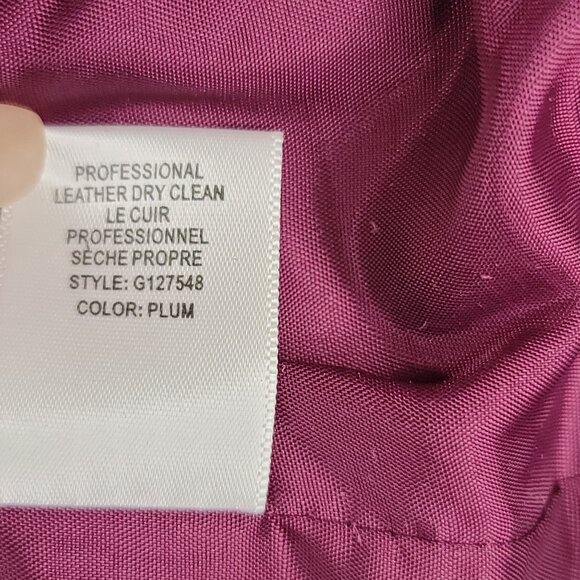 PROFESSIONAL
LEATHER DRY CLEAN
LE CUIR
PROFESSIONNEL
SÈCHE PROPRE
STYLE: G127548
COLOR: PLUM